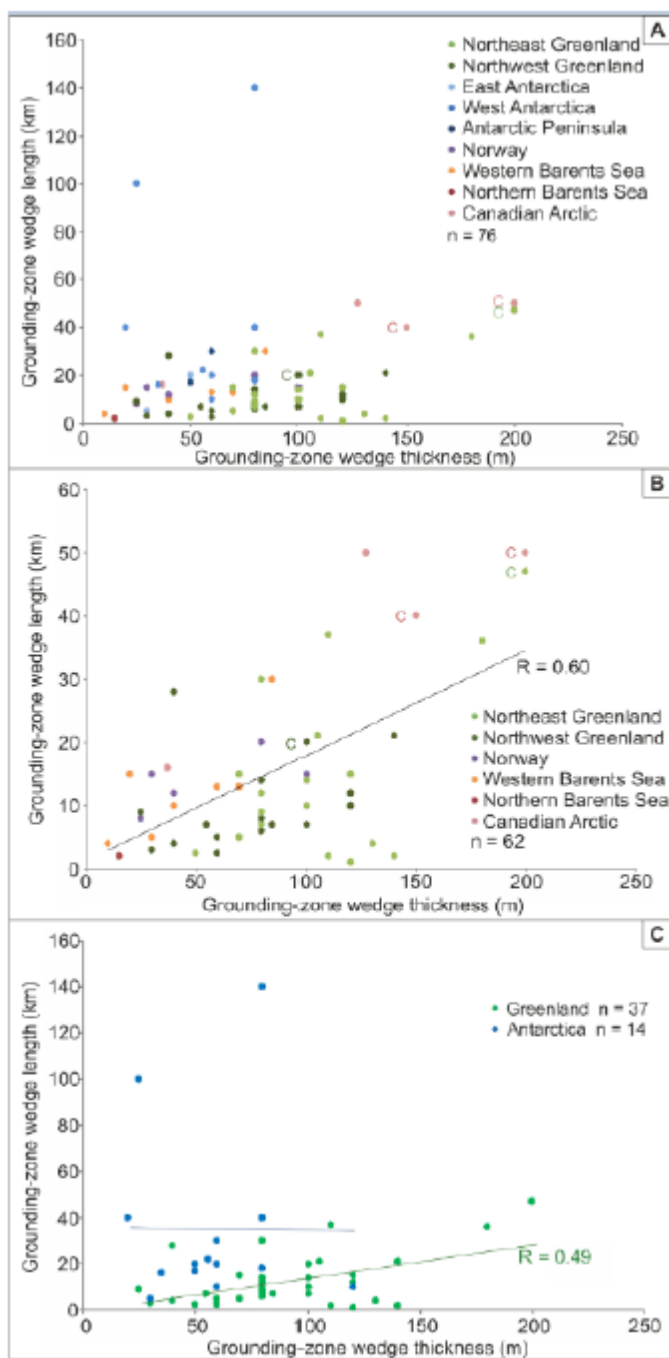 A
160
140
120
100
80
60
40
20
0
Grounding-zone wedge length (km)
Northeast Greenland
Northwest Greenland
East Antarctica
West Antarctica
Antarctic Peninsula
Norway
Western Barents Sea
Northern Barents Sea
Canadian Arctic
n = 76
C
C
C
C
0 50 100 150 200 250
Grounding-zone wedge thickness (m)
B
60
50
40
30
20
10
0
Grounding-zone wedge length (km)
C
C
C
C
R = 0.60
Northeast Greenland
Northwest Greenland
Norway
Western Barents Sea
Northern Barents Sea
Canadian Arctic
n = 62
0 50 100 150 200 250
Grounding-zone wedge thickness (m)
C
160
140
120
100
80
60
40
20
0
Grounding-zone wedge length (km)
Greenland n = 37
Antarctica n = 14
R = 0.49
0 50 100 150 200 250
Grounding-zone wedge thickness (m)